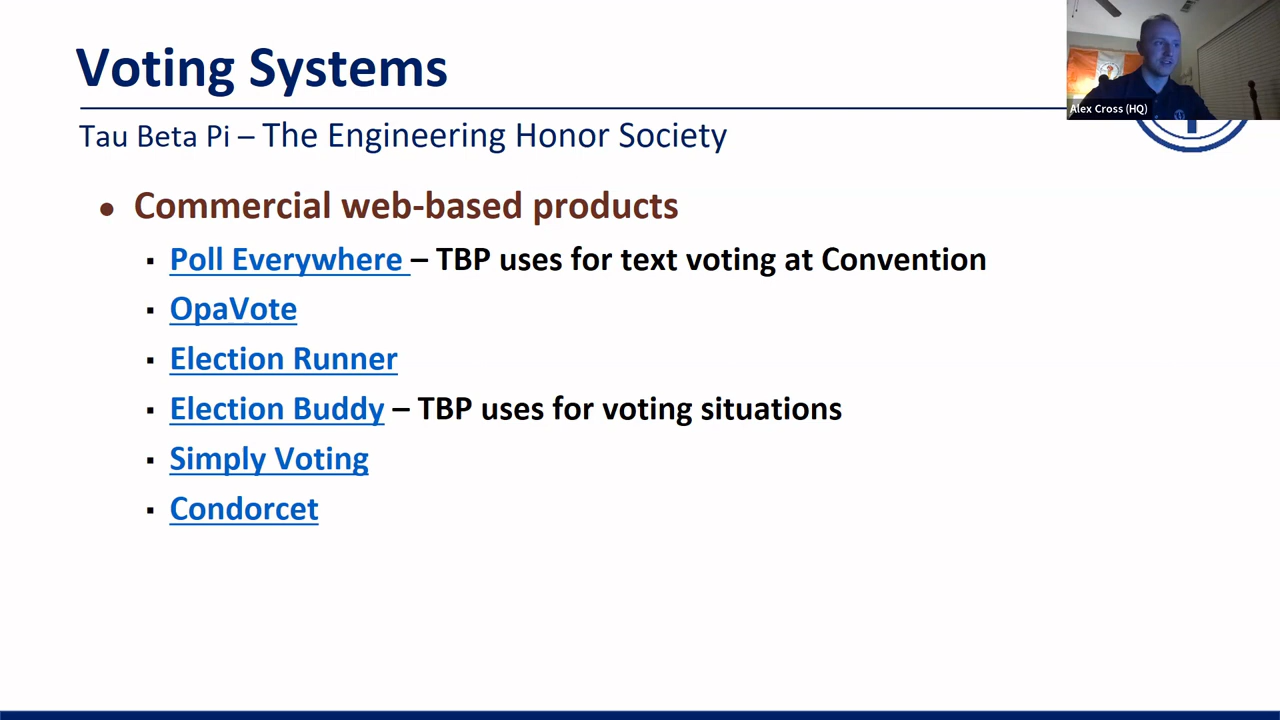 Voting Systems
Alex Cross (HQ)
Tau Beta Pi – The Engineering Honor Society
• Commercial web-based products
▪ Poll Everywhere – TBP uses for text voting at Convention
▪ OpaVote
▪ Election Runner
▪ Election Buddy – TBP uses for voting situations
▪ Simply Voting
▪ Condorcet